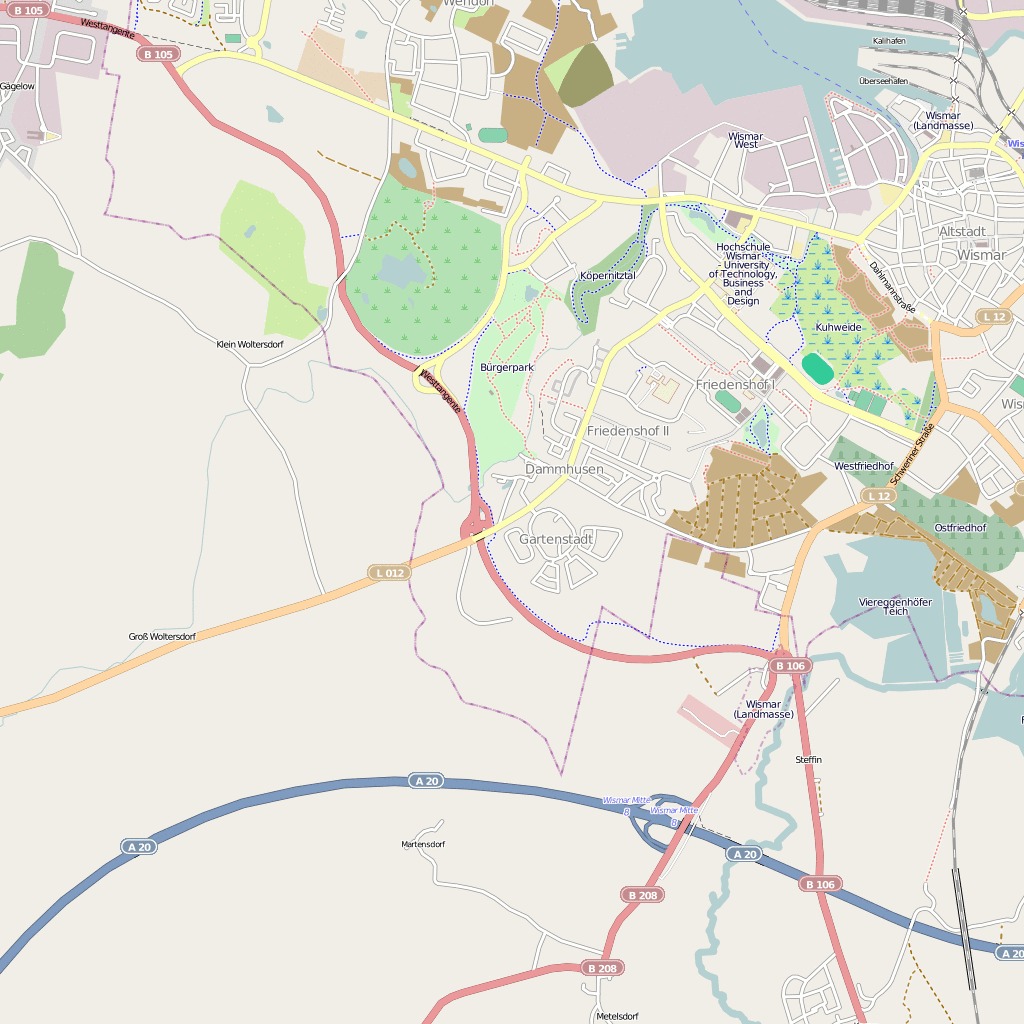 B 105
Westtangente
Wendorf
B 105
Kalihafen
Gägelow
Überseehafen
Wismar
(Landmasse)
Wismar
West
Wis
Altstadt
Wismar
Hochschule
Wismar
- University
of Technology,
Business
and
Design
Dahlmannstraße
Köpernitztal
L 12
Kuhweide
Klein Woltersdorf
Bürgerpark
Westtangente
Friedenshof I
Wis
Friedenshof II
Schweriner Straße
Dammhusen
Westfriedhof
L 12
Ostfriedhof
Gartenstadt
L 012
Viereggenhöfer
Teich
Groß Woltersdorf
B 106
Wismar
(Landmasse)
F
Steffin
A 20
Wismar Mitte
8
Wismar Mitte
8
Martensdorf
A 20
A 20
B 106
B 208
A 20
B 208
Metelsdorf